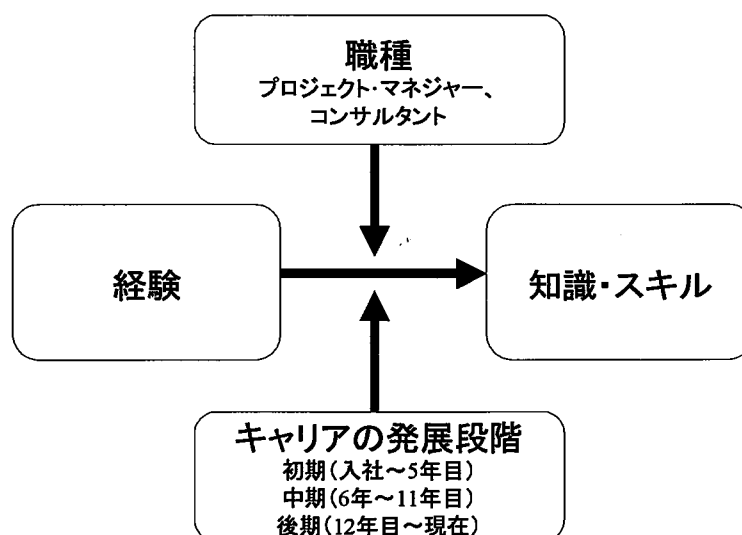 職種
プロジェクト・マネジャー、
コンサルタント
経験
知識・スキル
キャリアの発展段階
初期(入社～5年目)
中期(6年～11年目)
後期(12年目～現在)